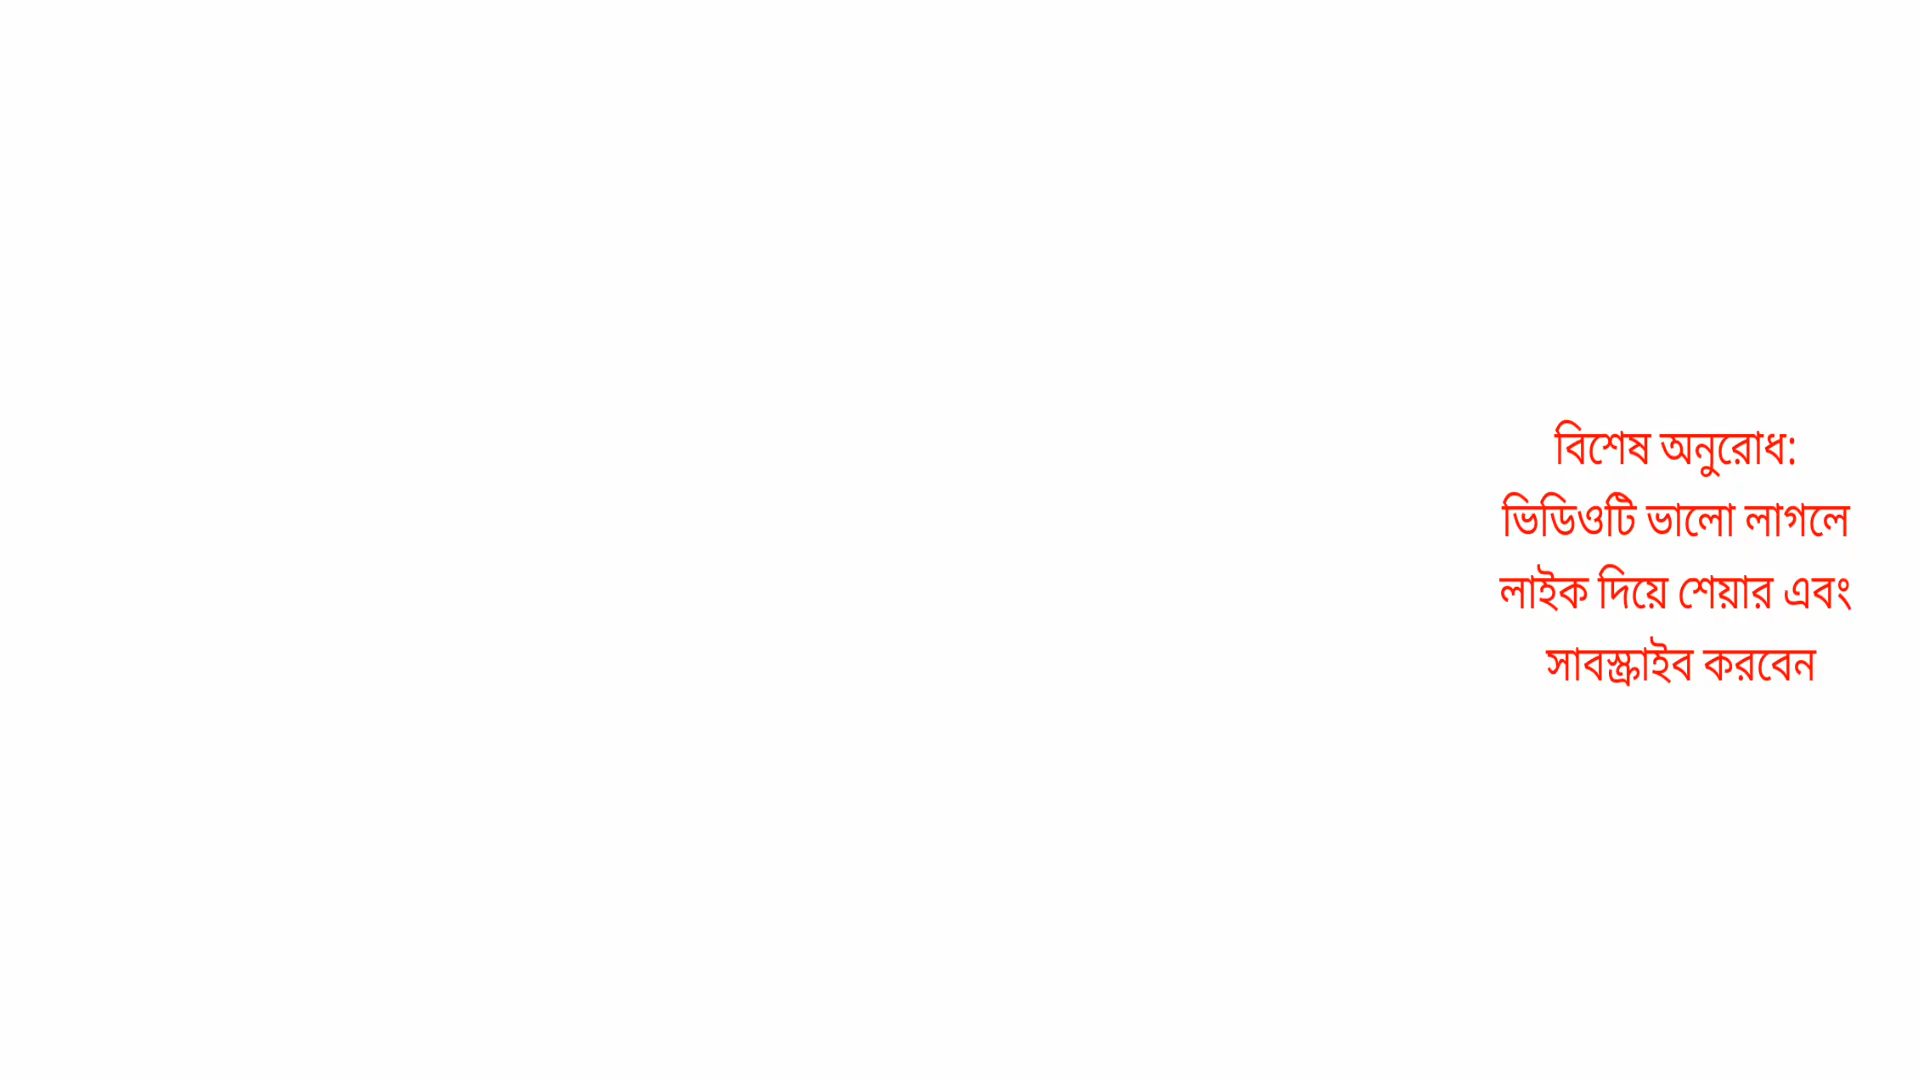 বিশেষ অনুরোধ:
ভিডিওটি ভালো লাগলে
লাইক দিয়ে শেয়ার এবং
সাবস্ক্রাইব করবেন